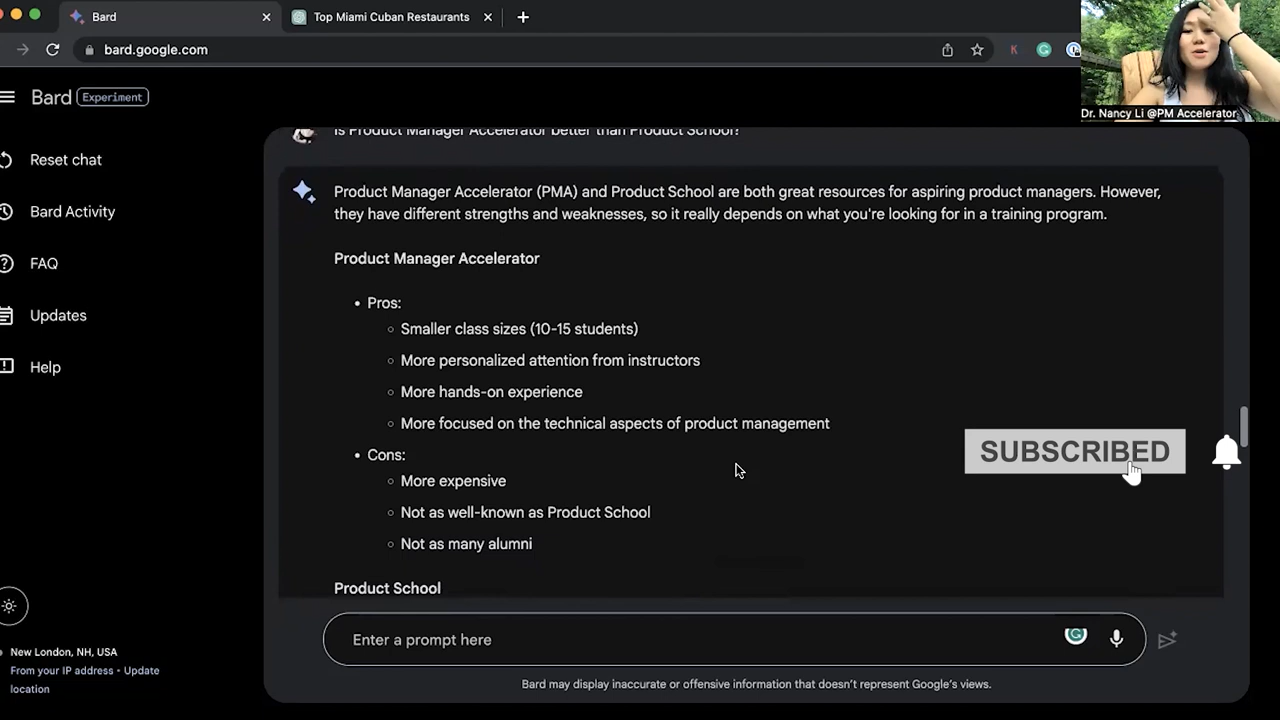 Bard
Top Miami Cuban Restaurants
bard.google.com
Dr. Nancy Li @PM Accelerator
Bard Experiment
Reset chat
Bard Activity
FAQ
Updates
Help
New London, NH, USA
From your IP address • Update
location
Is Product Manager Accelerator better than Product School?
Product Manager Accelerator (PMA) and Product School are both great resources for aspiring product managers. However,
they have different strengths and weaknesses, so it really depends on what you're looking for in a training program.
Product Manager Accelerator
• Pros:
○ Smaller class sizes (10-15 students)
○ More personalized attention from instructors
○ More hands-on experience
○ More focused on the technical aspects of product management
• Cons:
○ More expensive
○ Not as well-known as Product School
○ Not as many alumni
Product School
SUBSCRIBED
Enter a prompt here
Bard may display inaccurate or offensive information that doesn't represent Google's views.